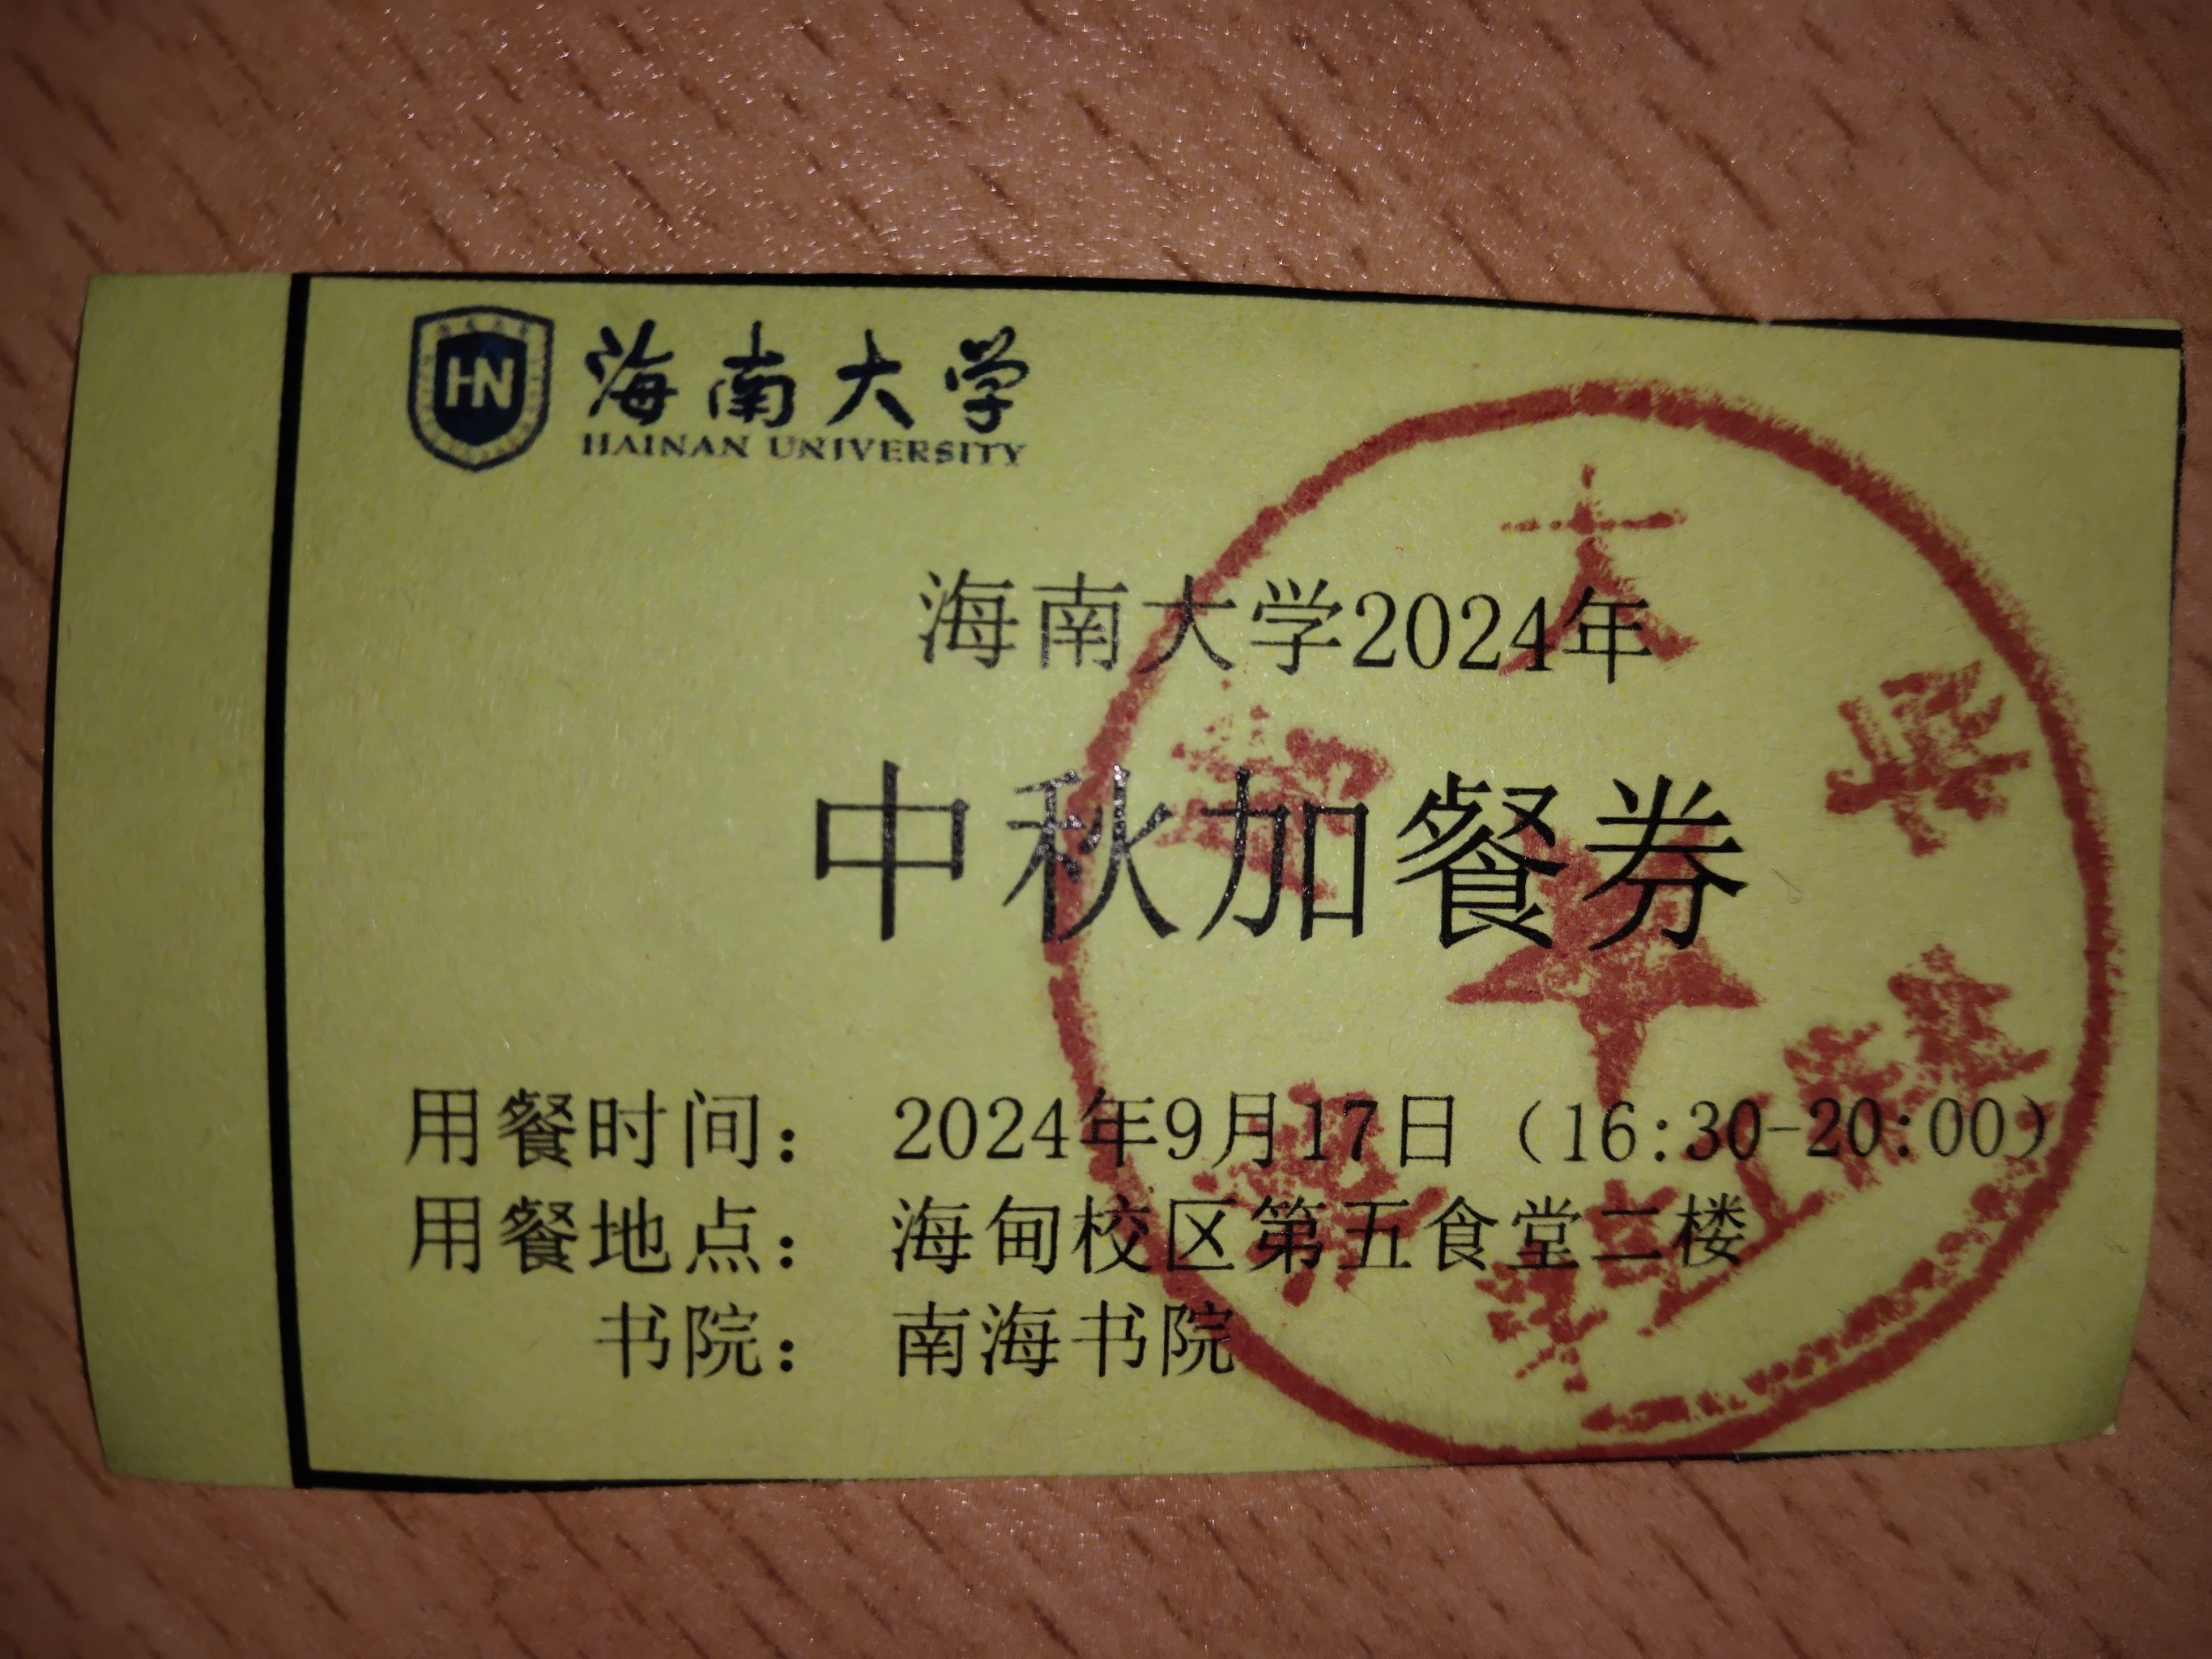 海南大学
HAINAN UNIVERSITY
海南大学2024年
中秋加餐券
用餐时间： 2024年9月17日（16:30-20:00）
用餐地点： 海甸校区第五食堂二楼
书院： 南海书院